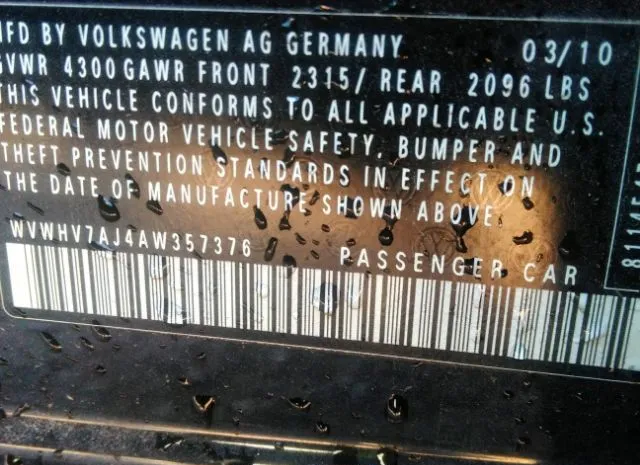 MFD BY VOLKSWAGEN AG GERMANY 03/10
GVWR 4300 GAWR FRONT 2315/ REAR 2096 LBS
THIS VEHICLE CONFORMS TO ALL APPLICABLE U.S.
FEDERAL MOTOR VEHICLE SAFETY, BUMPER AND
THEFT PREVENTION STANDARDS IN EFFECT ON
THE DATE OF MANUFACTURE SHOWN ABOVE.
WVWHV7AJ4AW357376 PASSENGER CAR